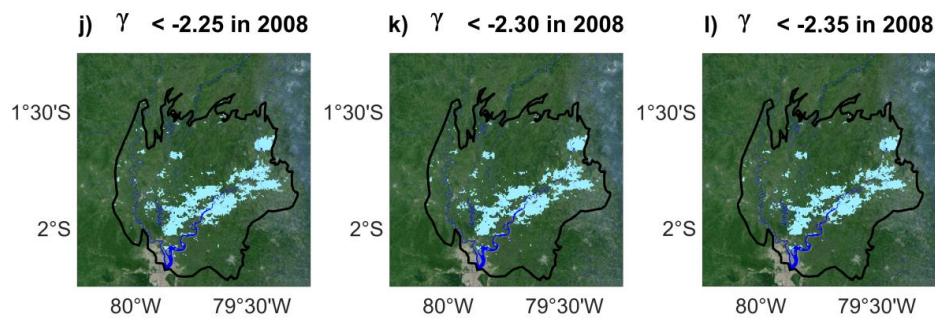 j) γ < -2.25 in 2008
k) γ < -2.30 in 2008
l) γ < -2.35 in 2008
1°30'S
2°S
80°W
79°30'W
1°30'S
2°S
80°W
79°30'W
1°30'S
2°S
80°W
79°30'W